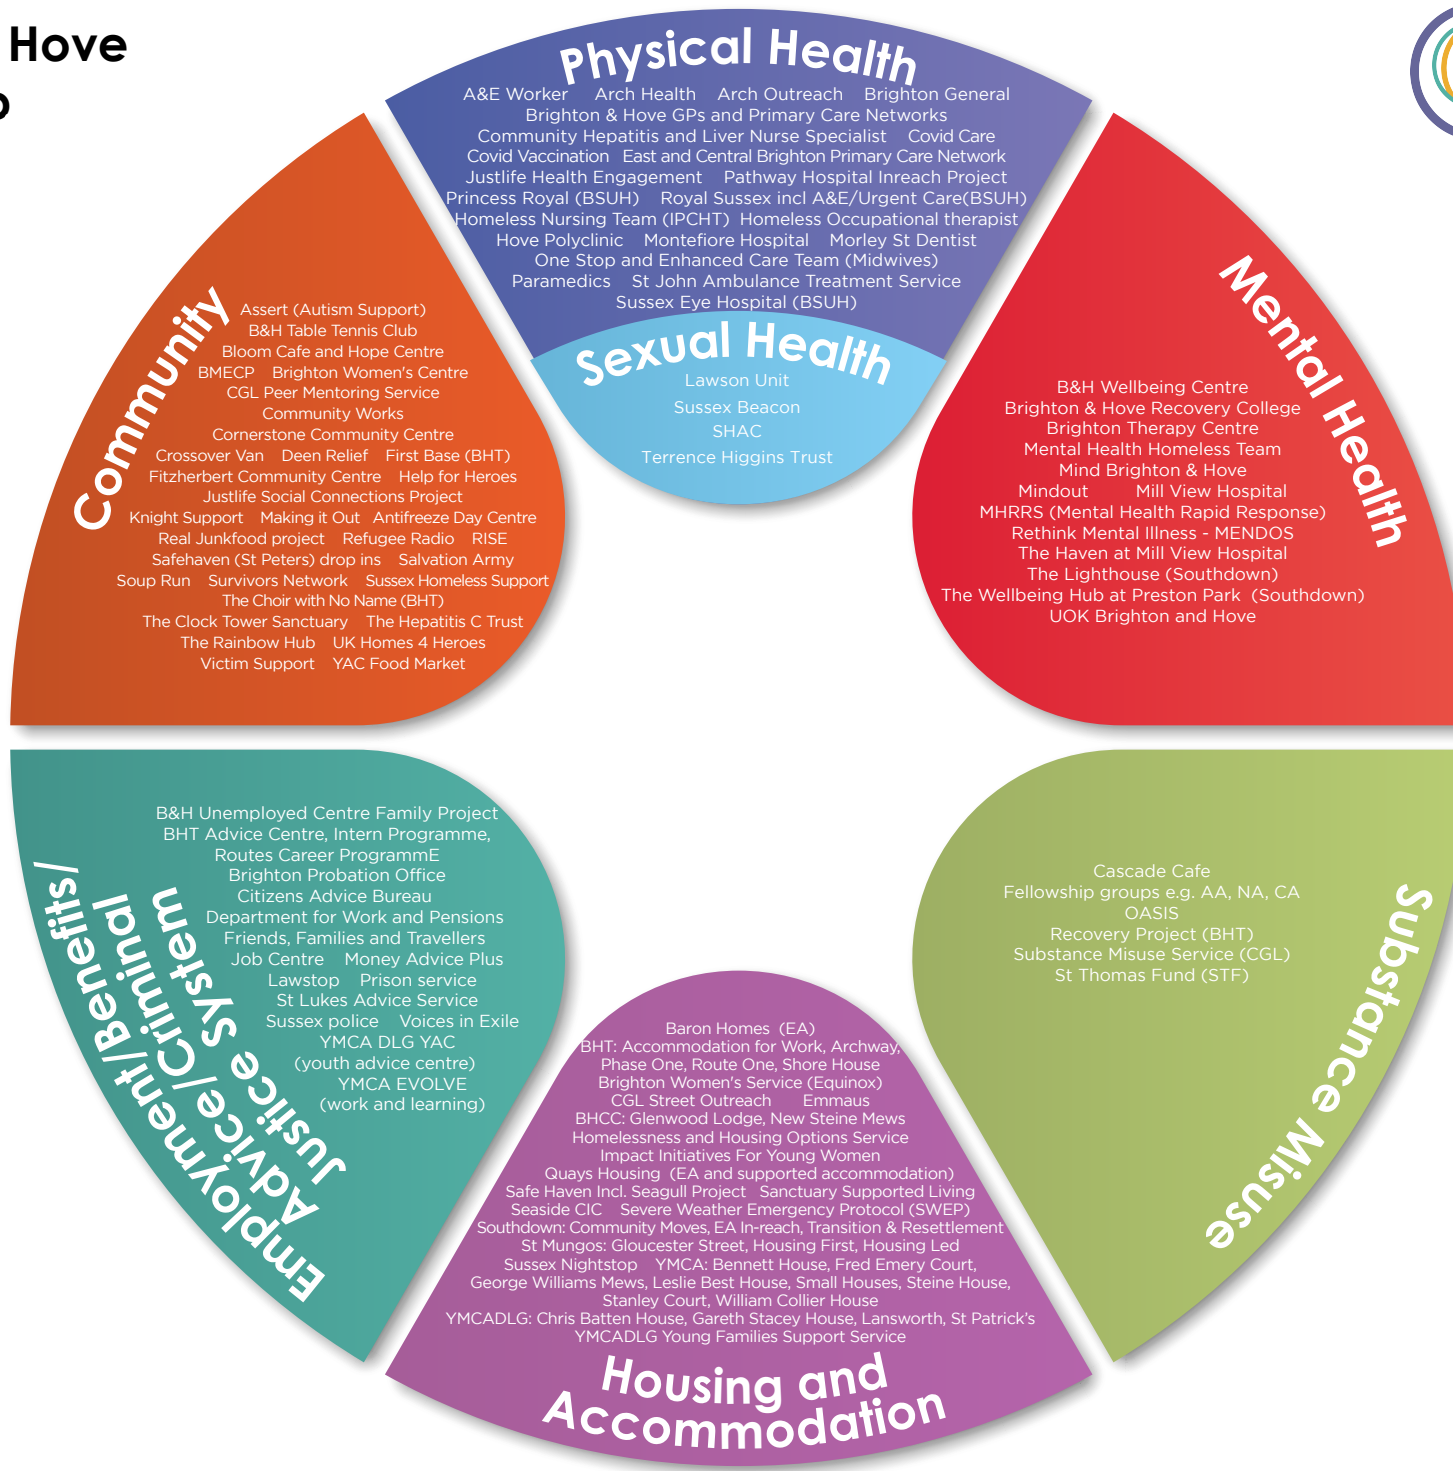 Hove
Physical Health
A&E Worker Arch Health Arch Outreach Brighton General
Brighton & Hove GPs and Primary Care Networks
Community Hepatitis and Liver Nurse Specialist Covid Care
Covid Vaccination East and Central Brighton Primary Care Network
Justlife Health Engagement Pathway Hospital Inreach Project
Princess Royal (BSUH) Royal Sussex incl A&E/Urgent Care(BSUH)
Homeless Nursing Team (IPCHT) Homeless Occupational therapist
Hove Polyclinic Montefiore Hospital Morley St Dentist
One Stop and Enhanced Care Team (Midwives)
Paramedics St John Ambulance Treatment Service
Sussex Eye Hospital (BSUH)
Sexual Health
Lawson Unit
Sussex Beacon
SHAC
Terrence Higgins Trust
Community
Assert (Autism Support)
B&H Table Tennis Club
Bloom Cafe and Hope Centre
BMECP Brighton Women's Centre
CGL Peer Mentoring Service
Community Works
Cornerstone Community Centre
Crossover Van Deen Relief First Base (BHT)
Fitzherbert Community Centre Help for Heroes
Justlife Social Connections Project
Knight Support Making it Out Antifreeze Day Centre
Real Junkfood project Refugee Radio RISE
Safehaven (St Peters) drop ins Salvation Army
Soup Run Survivors Network Sussex Homeless Support
The Choir with No Name (BHT)
The Clock Tower Sanctuary The Hepatitis C Trust
The Rainbow Hub UK Homes 4 Heroes
Victim Support YAC Food Market
Mental Health
B&H Wellbeing Centre
Brighton & Hove Recovery College
Brighton Therapy Centre
Mental Health Homeless Team
Mind Brighton & Hove
Mindout Mill View Hospital
MHRRS (Mental Health Rapid Response)
Rethink Mental Illness - MENDOS
The Haven at Mill View Hospital
The Lighthouse (Southdown)
The Wellbeing Hub at Preston Park (Southdown)
UOK Brighton and Hove
Employment/Benefits/
Advice/Criminal
Justice System
B&H Unemployed Centre Family Project
BHT Advice Centre, Intern Programme,
Routes Career ProgrammE
Brighton Probation Office
Citizens Advice Bureau
Department for Work and Pensions
Friends, Families and Travellers
Job Centre Money Advice Plus
Lawstop Prison service
St Lukes Advice Service
Sussex police Voices in Exile
YMCA DLG YAC
(youth advice centre)
YMCA EVOLVE
(work and learning)
Substance Misuse
Cascade Cafe
Fellowship groups e.g. AA, NA, CA
OASIS
Recovery Project (BHT)
Substance Misuse Service (CGL)
St Thomas Fund (STF)
Baron Homes (EA)
BHT: Accommodation for Work, Archway,
Phase One, Route One, Shore House
Brighton Women's Service (Equinox)
CGL Street Outreach Emmaus
BHCC: Glenwood Lodge, New Steine Mews
Homelessness and Housing Options Service
Impact Initiatives For Young Women
Quays Housing (EA and supported accommodation)
Safe Haven Incl. Seagull Project Sanctuary Supported Living
Seaside CIC Severe Weather Emergency Protocol (SWEP)
Southdown: Community Moves, EA In-reach, Transition & Resettlement
St Mungos: Gloucester Street, Housing First, Housing Led
Sussex Nightstop YMCA: Bennett House, Fred Emery Court,
George Williams Mews, Leslie Best House, Small Houses, Steine House,
Stanley Court, William Collier House
YMCADLG: Chris Batten House, Gareth Stacey House, Lansworth, St Patrick’s
YMCADLG Young Families Support Service
Housing and
Accommodation